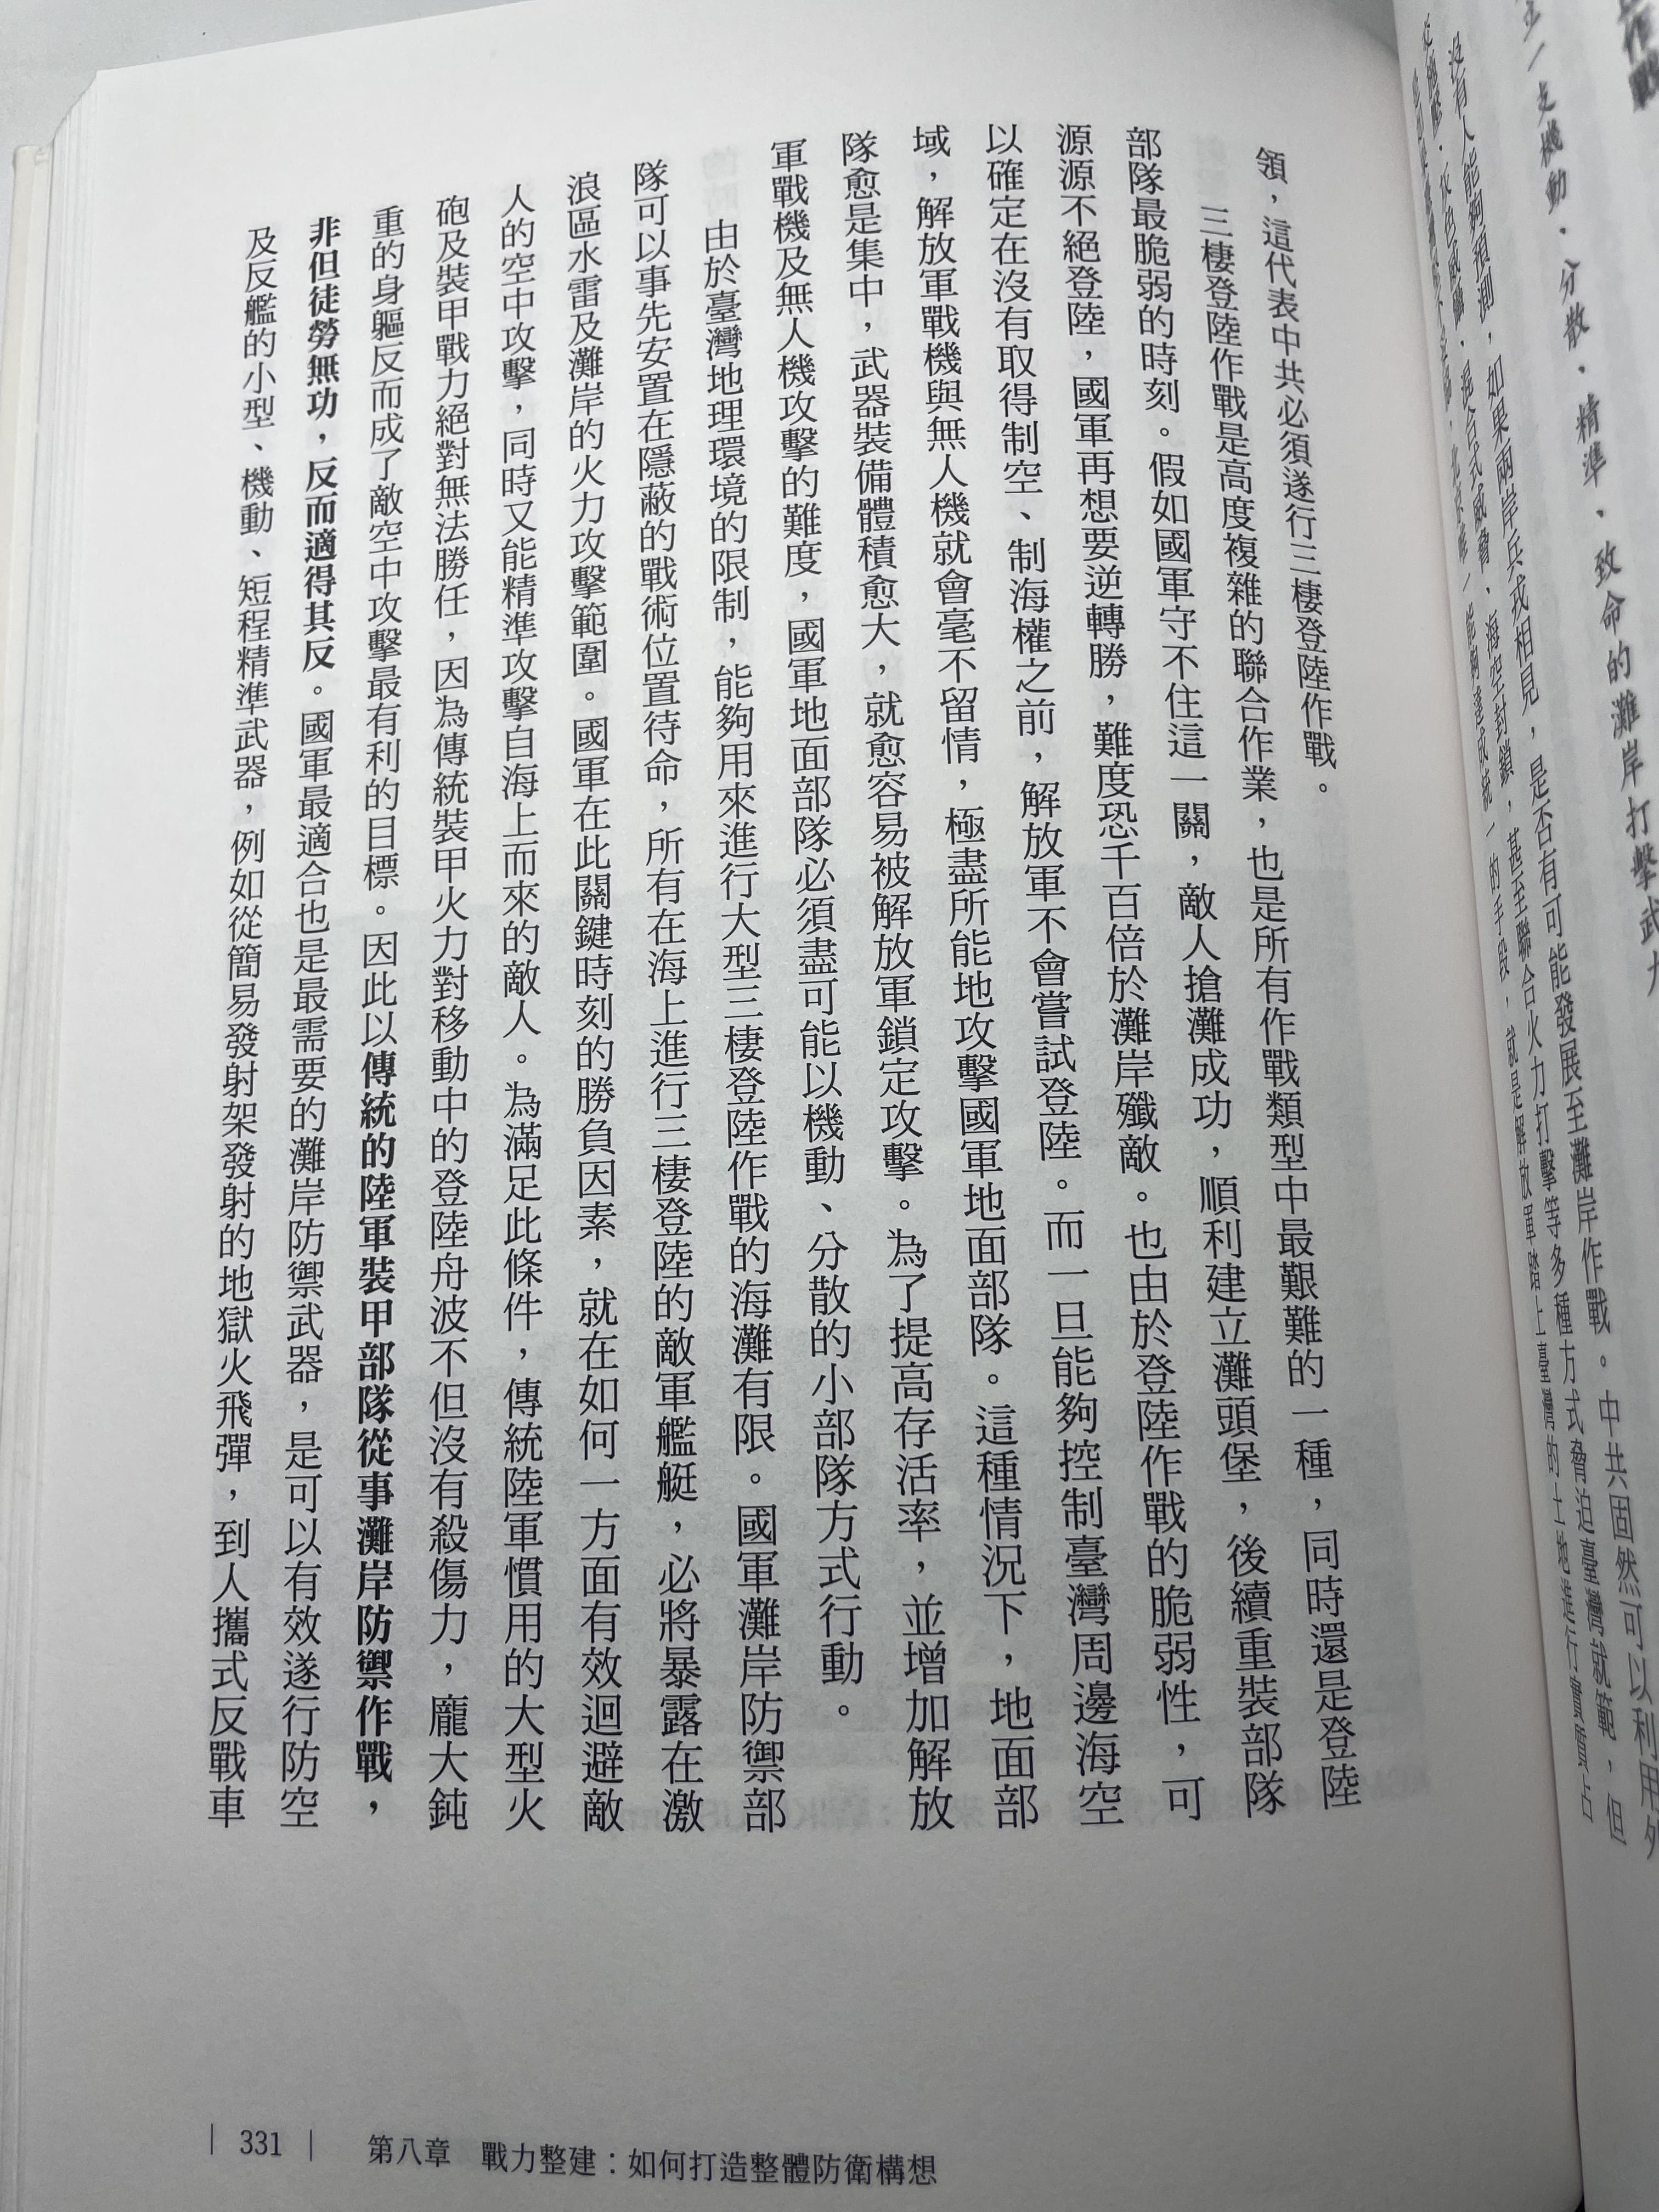 支機動、分散、精準、致命的灘岸打擊武
沒有人能夠預測，如果兩岸兵戎相見，是否有可能發展至灘岸作戰。中共固然可以利用
混合式威脅、海空封鎖，甚至聯合火力打擊等多種方式脅迫臺灣就範，但
能夠達成統一的手段，就是解放軍踏上臺灣的土地進行實質占
領，這代表中共必須遂行三棲登陸作戰。
三棲登陸作戰是高度複雜的聯合作業，也是所有作戰類型中最艱難的一種，同時還是登陸
部隊最脆弱的時刻。假如國軍守不住這一關，敵人搶灘成功，順利建立灘頭堡，後續重裝部隊
源源不絕登陸，國軍再想要逆轉勝，難度恐千百倍於灘岸殲敵。也由於登陸作戰的脆弱性，可
以確定在沒有取得制空、制海權之前，解放軍不會嘗試登陸。而一旦能夠控制臺灣周邊海空
域，解放軍戰機與無人機就會毫不留情，極盡所能地攻擊國軍地面部隊。這種情況下，地面部
隊愈是集中，武器裝備體積愈大，就愈容易被解放軍鎖定攻擊。為了提高存活率，並增加解放
軍戰機及無人機攻擊的難度，國軍地面部隊必須盡可能以機動、分散的小部隊方式行動。
由於臺灣地理環境的限制，能夠用來進行大型三棲登陸作戰的海灘有限。國軍灘岸防禦部
隊可以事先安置在隱蔽的戰術位置待命，所有在海上進行三棲登陸的敵軍艦艇，必將暴露在激
浪區水雷及灘岸的火力攻擊範圍。國軍在此關鍵時刻的勝負因素，就在如何一方面有效迴避敵
人的空中攻擊，同時又能精準攻擊自海上而來的敵人。為滿足此條件，傳統陸軍慣用的大型火
砲及裝甲戰力絕對無法勝任，因為傳統裝甲火力對移動中的登陸舟波不但沒有殺傷力，龐大鈍
重的身軀反而成了敵空中攻擊最有利的目標。因此以傳統的陸軍裝甲部隊從事灘岸防禦作戰，
非但徒勞無功，反而適得其反。國軍最適合也是最需要的灘岸防禦武器，是可以有效遂行防空
及反艦的小型、機動、短程精準武器，例如從簡易發射架發射的地獄火飛彈，到人攜式反戰車
| 331 | 第八章 戰力整建：如何打造整體防衛構想